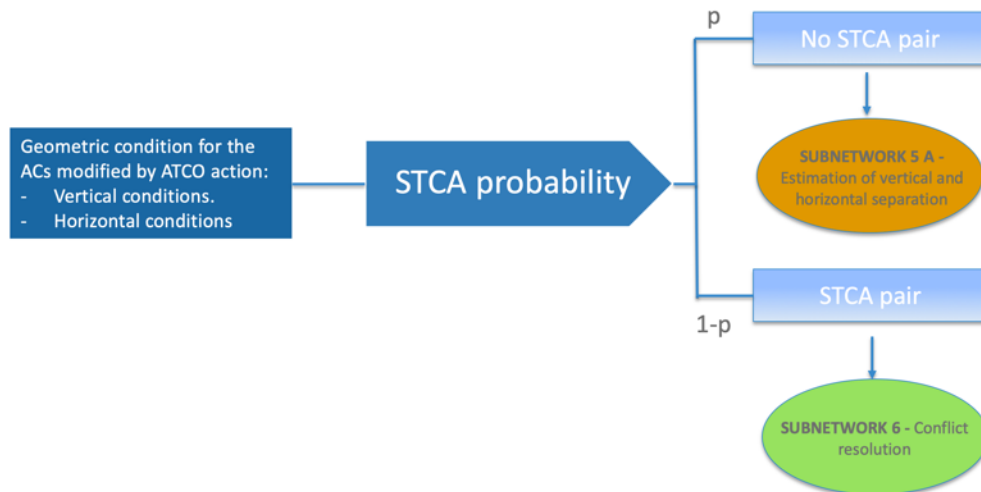 p
No STCA pair
Geometric condition for the
ACs modified by ATCO action:
- Vertical conditions.
- Horizontal conditions
STCA probability
SUBNETWORK 5 A -
Estimation of vertical and
horizontal separation
STCA pair
1-p
SUBNETWORK 6 - Conflict
resolution